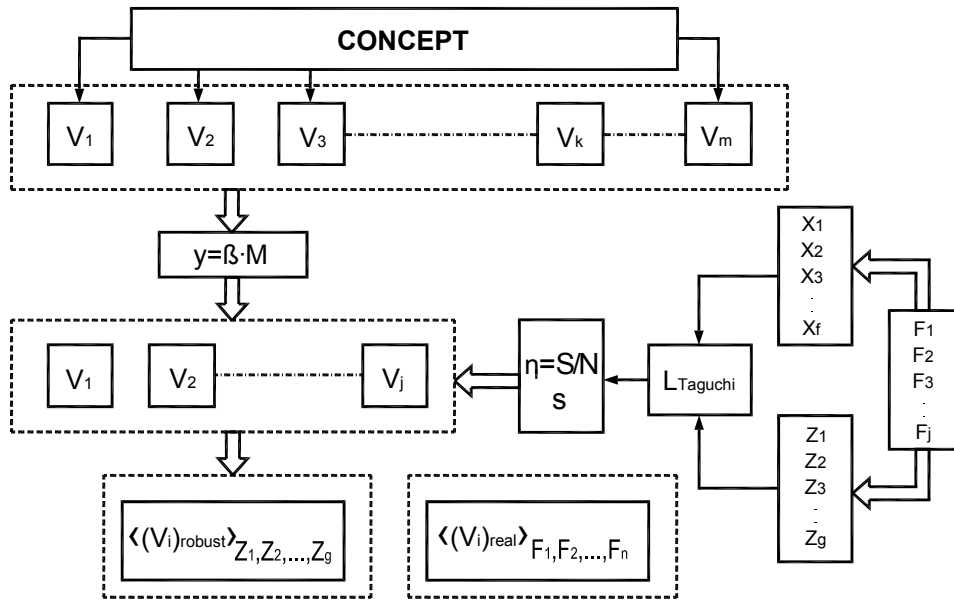 CONCEPT
V1 V2 V3 Vk Vm
y=ß·M
V1 V2 Vj
η=S/N
s
LTaguchi
X1
X2
X3
.
Xf
F1
F2
F3
.
.
Fj
Z1
Z2
Z3
.
.
Zg
⟨(Vi)robust⟩Z1,Z2,...,Zg
⟨(Vi)real⟩F1,F2,...,Fn